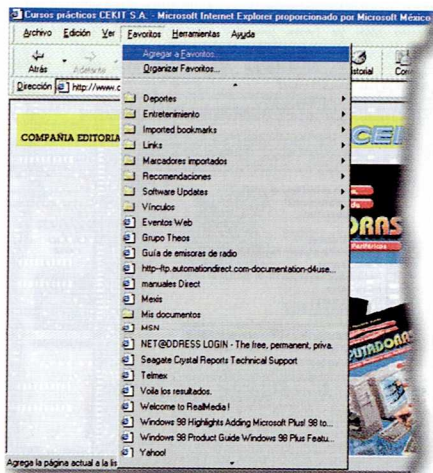 Cursos prácticos CEKIT S.A. - Microsoft Internet Explorer proporcionado por Microsoft México
Archivo Edición Ver Favoritos Herramientas Ayuda
Atrás Adelante
Agregar a Favoritos...
Organizar Favoritos...
Dirección http://www.c
Deportes
Entretenimiento
Imported bookmarks
Links
Marcadores importados
Recomendaciones
Software Updates
Vínculos
Eventos Web
Grupo Theos
Guía de emisoras de radio
http--ftp.automationdirect.com-documentation-d4use...
manuales Direct
Mexis
Mis documentos
MSN
NET@DDRESS LOGIN - The free, permanent, priva.
Seagate Crystal Reports Technical Support
Telmex
Voila los resultados.
Welcome to RealMedia!
Windows 98 Highlights Adding Microsoft Plus! 98 to...
Windows 98 Product Guide Windows 98 Plus Featu...
Yahoo!
COMPAÑIA EDITORIA
CE
DRAS
Periféricos
PUTADORA
Agrega la página actual a la lis